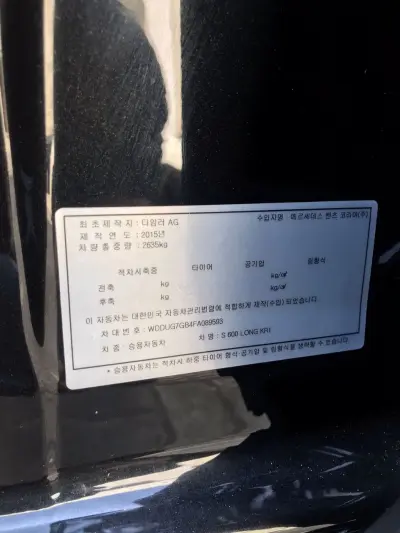 최초제작자 : 다임러 AG 수입자명 : 메르세데스 벤츠 코리아(주)
제작연도 : 2015년
차량총중량 : 2635kg
적차시축중 타이어 공기압 림형식
전축 kg kg/㎠
후축 kg kg/㎠
이 자동차는 대한민국 자동차관리법령에 적합하게 제작(수입) 되었습니다.
차대번호 :
차종 : 승용자동차 차명 : S 600 LONG KR1
* 승용자동차는 적차시 하중·타이어 형식·공기압 및 림형식을 생략할 수 있습니다.